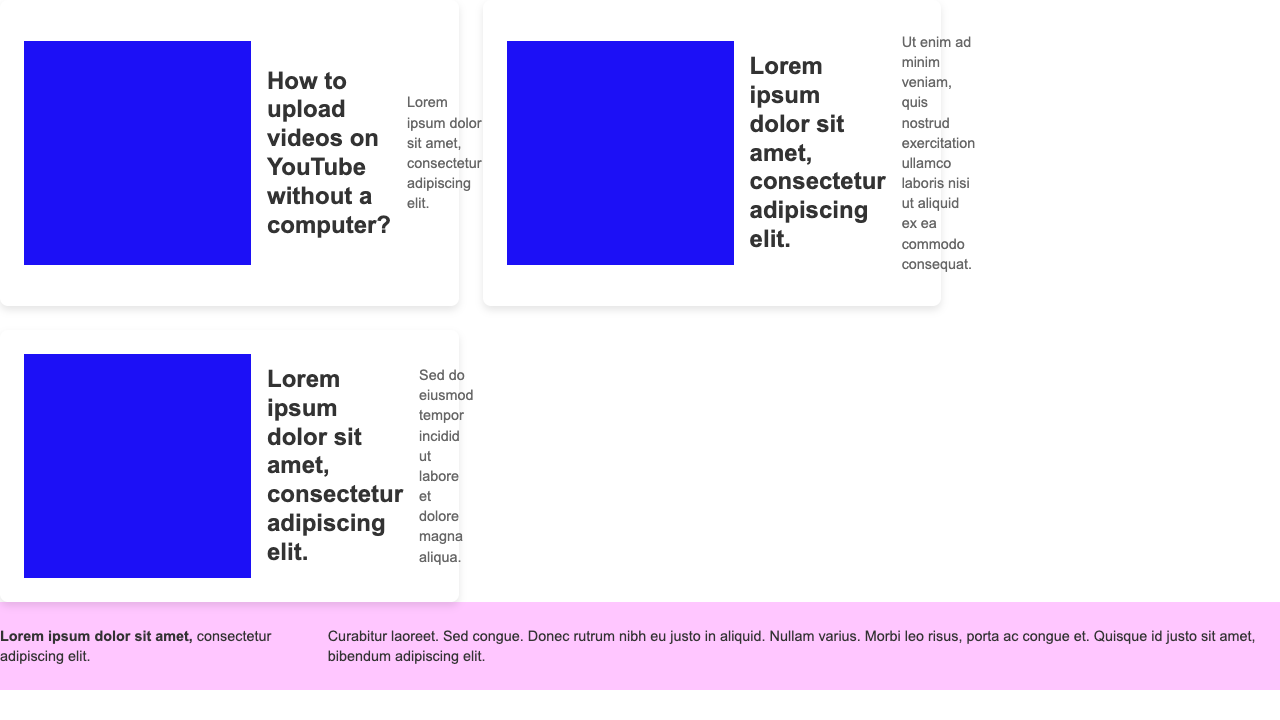 How to
upload
videos on
YouTube
without a
computer?
Lorem
ipsum dolor
sit amet,
consectetur
adipiscing
elit.
Lorem
ipsum
dolor sit
amet,
consectetur
adipiscing
elit.
Ut enim ad
minim
veniam,
quis
nostrud
exercitation
ullamco
laboris nisi
ut aliquid
ex ea
commodo
consequat.
Lorem
ipsum
dolor sit
amet,
consectetur
adipiscing
elit.
Sed do
eiusmod
tempor
incidid
ut
labore
et
dolore
magna
aliqua.
Lorem ipsum dolor sit amet, consectetur
adipiscing elit.
Curabitur laoreet. Sed congue. Donec rutrum nibh eu justo in aliquid. Nullam varius. Morbi leo risus, porta ac congue et. Quisque id justo sit amet,
bibendum adipiscing elit.